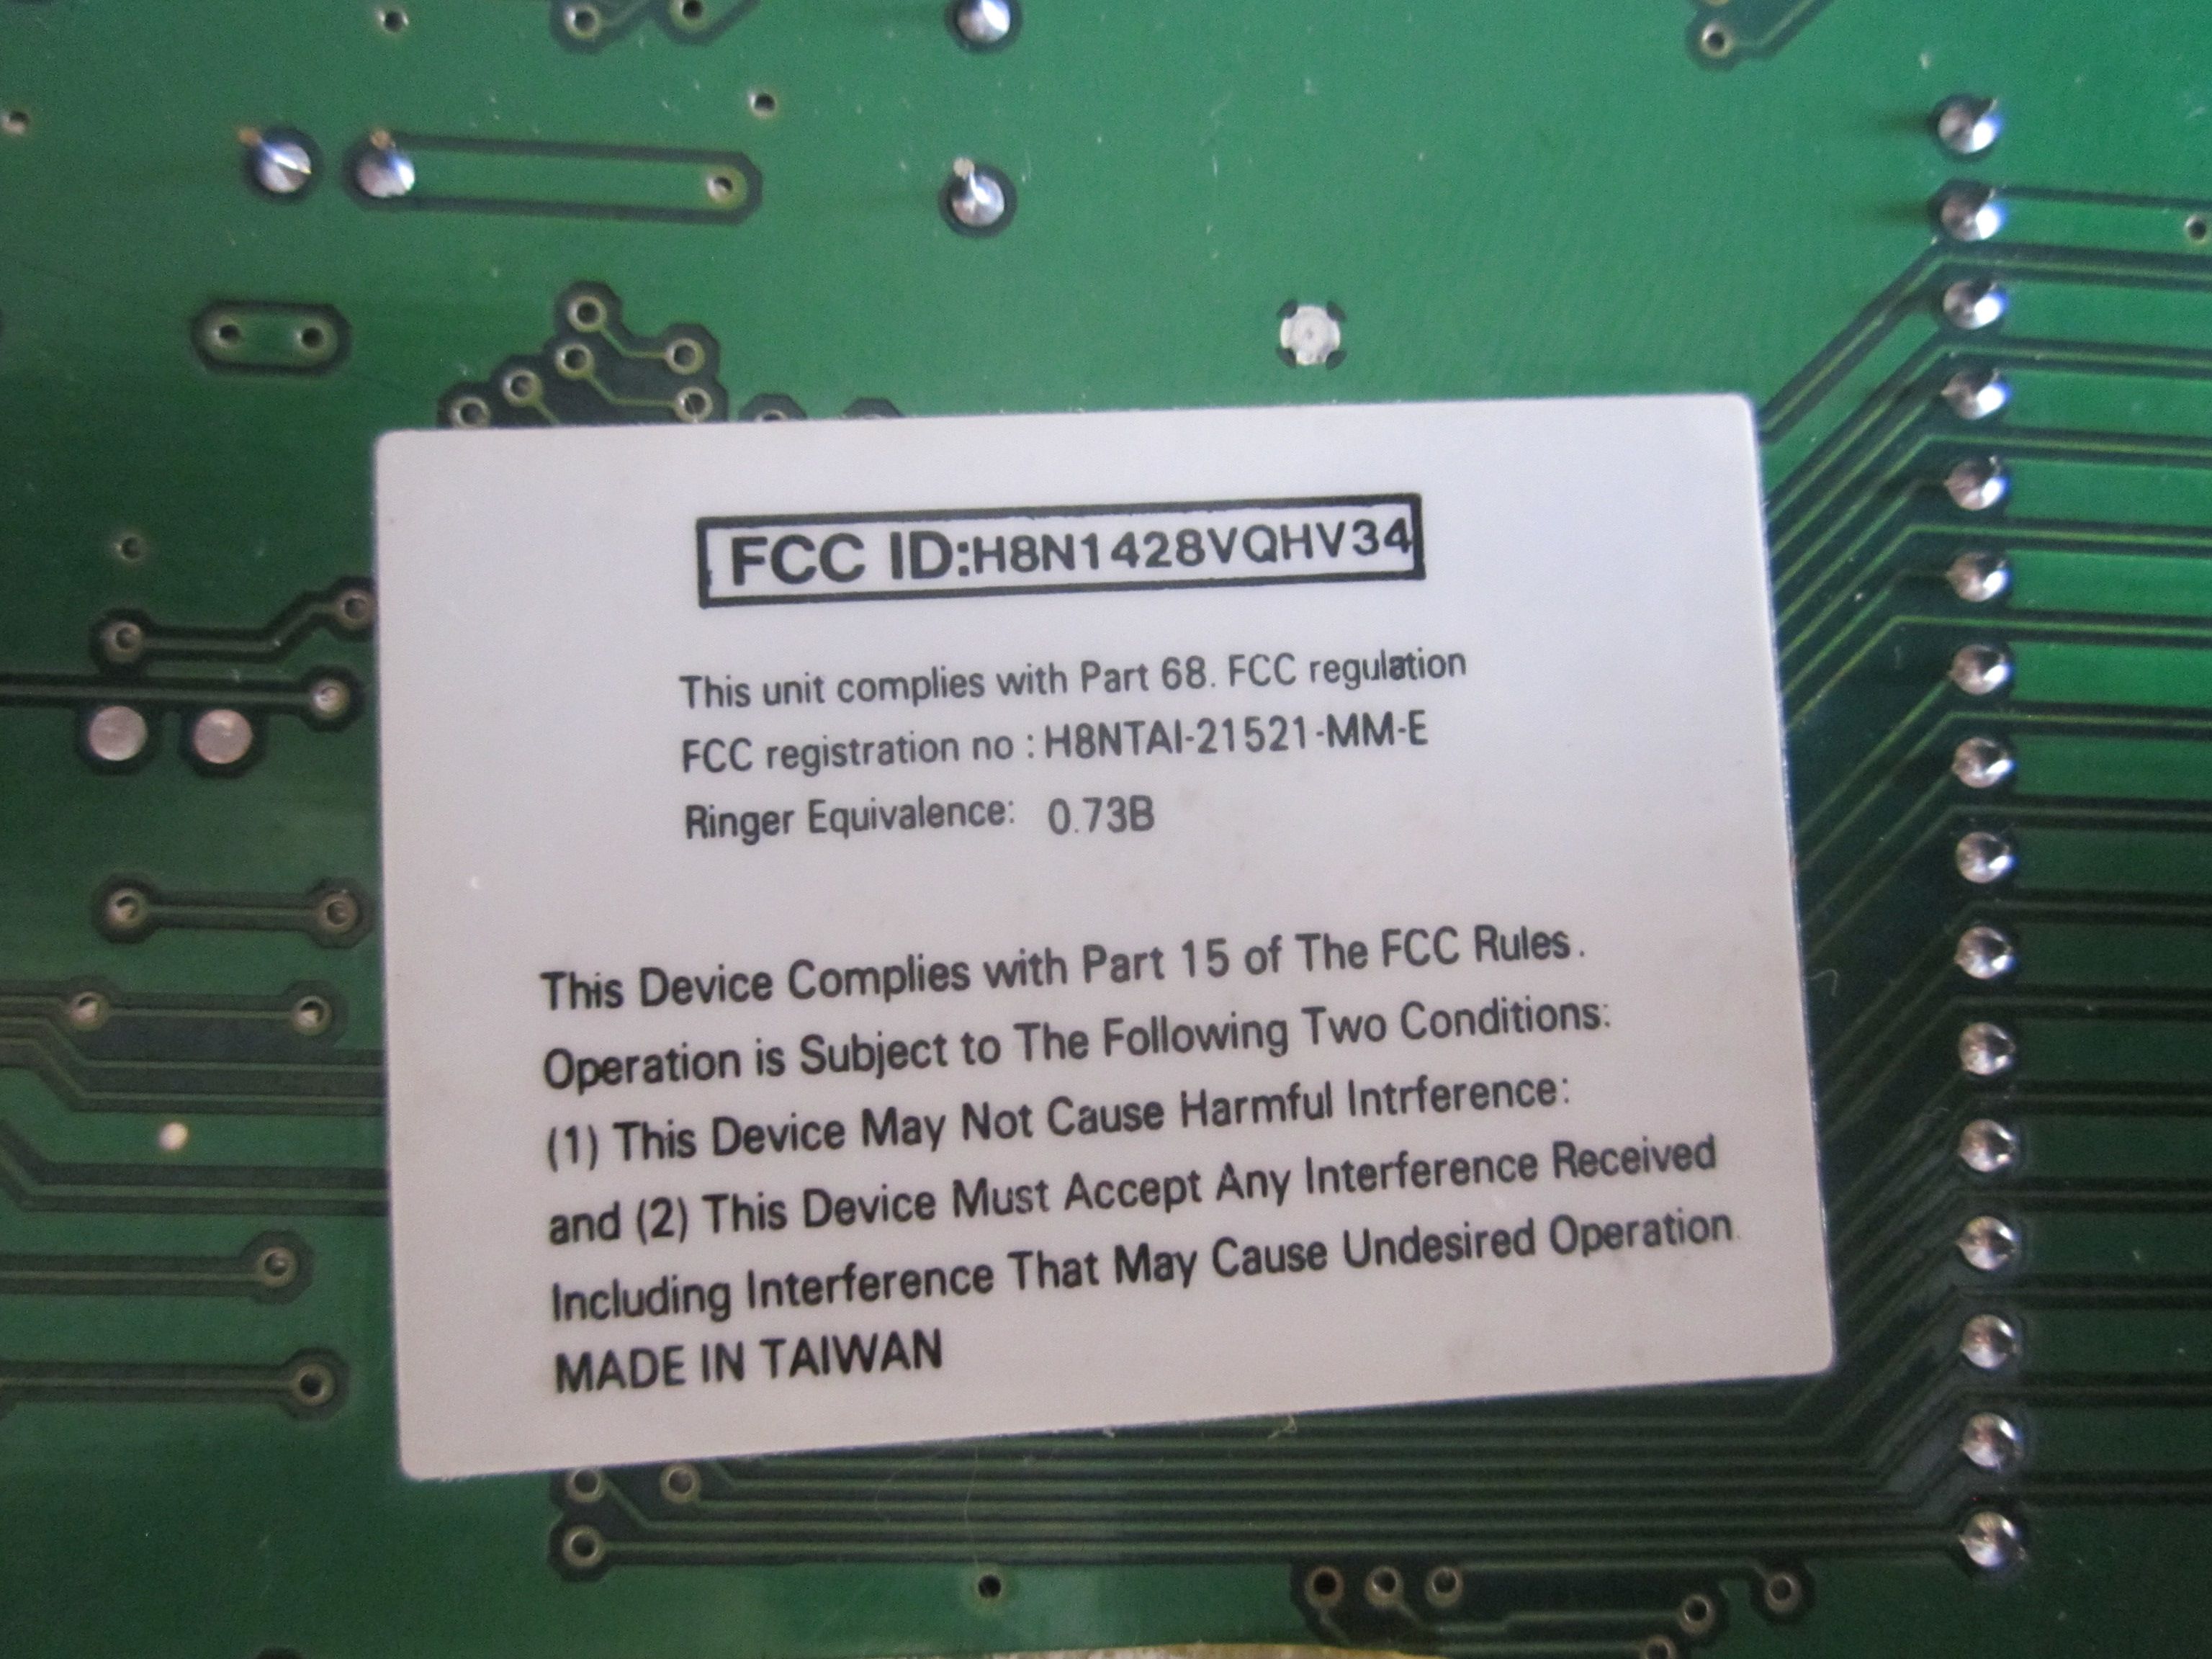 FCC ID:H8N1428VQHV34
This unit complies with Part 68. FCC regulation
FCC registration no : H8NTAI-21521-MM-E
Ringer Equivalence: 0.73B
This Device Complies with Part 15 of The FCC Rules.
Operation is Subject to The Following Two Conditions:
(1) This Device May Not Cause Harmful Intrference:
and (2) This Device Must Accept Any Interference Received
Including Interference That May Cause Undesired Operation.
MADE IN TAIWAN